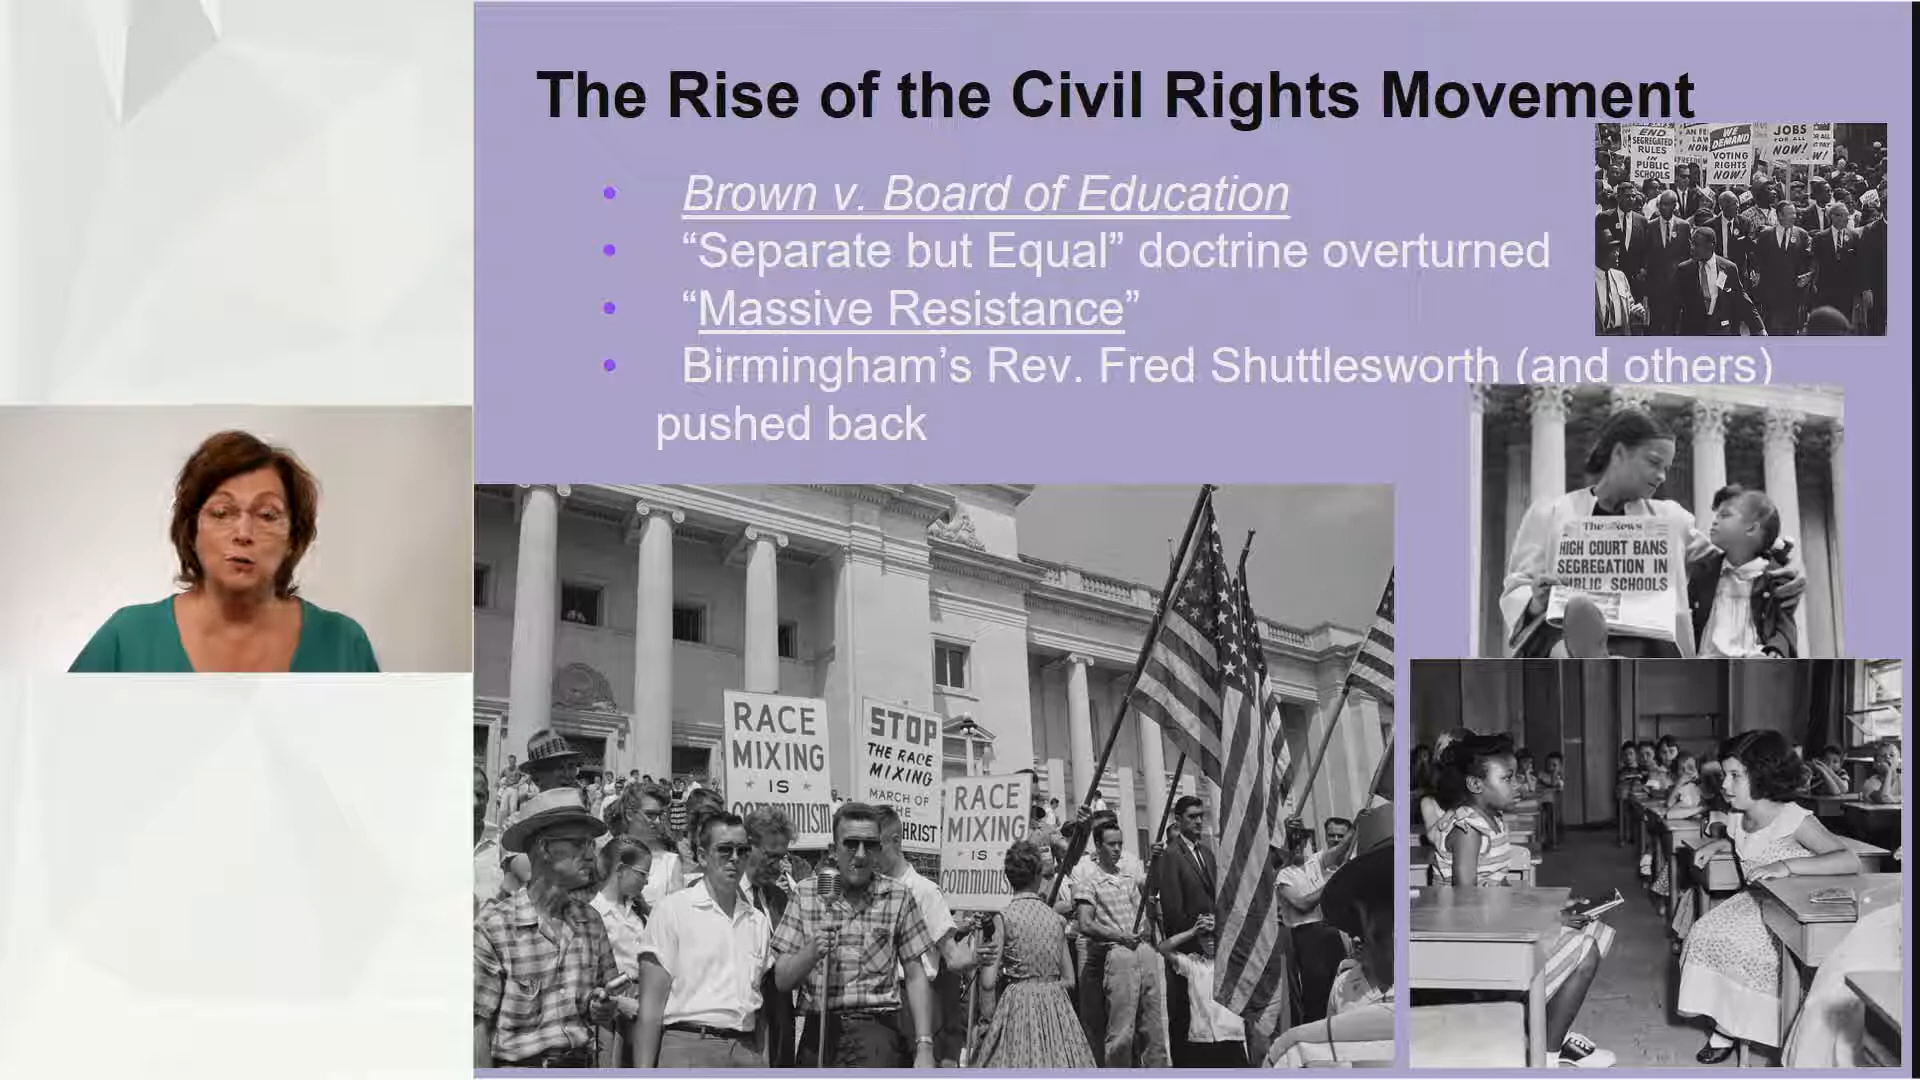 The Rise of the Civil Rights Movement
• Brown v. Board of Education
• “Separate but Equal” doctrine overturned
• “Massive Resistance”
• Birmingham’s Rev. Fred Shuttlesworth (and others)
pushed back
END
SEGREGATED
RULES
IN
PUBLIC
SCHOOLS
LAW
NOW!
WE
DEMAND
VOTING
RIGHTS
NOW!
JOBS
FOR ALL
NOW!
The News
HIGH COURT BANS
SEGREGATION IN
PUBLIC SCHOOLS
RACE
MIXING
IS
communism
STOP
THE RACE
MIXING
MARCH OF
THE
RACE
MIXING
IS